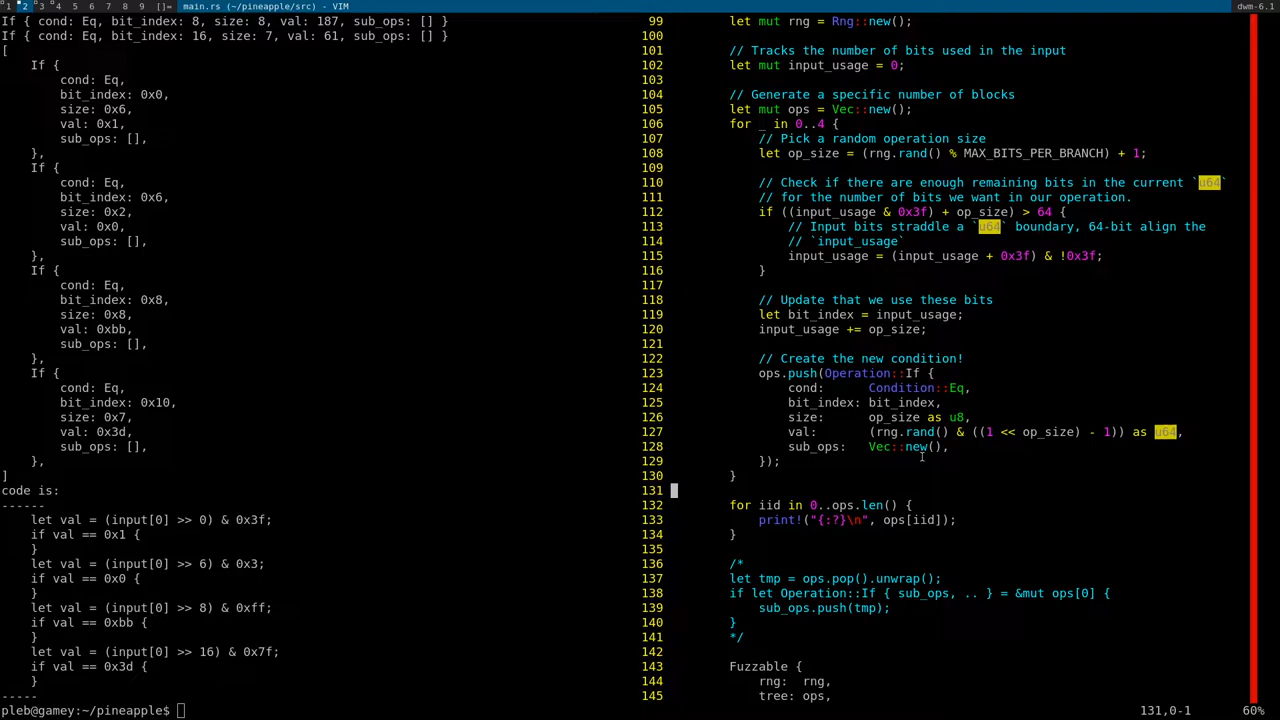 1 2 3 4 5 6 7 8 9 []= main.rs (~/pineapple/src) - VIM dwm-6.1
If { cond: Eq, bit_index: 8, size: 8, val: 187, sub_ops: [] }
If { cond: Eq, bit_index: 16, size: 7, val: 61, sub_ops: [] }
[
    If {
        cond: Eq,
        bit_index: 0x0,
        size: 0x6,
        val: 0x1,
        sub_ops: [],
    },
    If {
        cond: Eq,
        bit_index: 0x6,
        size: 0x2,
        val: 0x0,
        sub_ops: [],
    },
    If {
        cond: Eq,
        bit_index: 0x8,
        size: 0x8,
        val: 0xbb,
        sub_ops: [],
    },
    If {
        cond: Eq,
        bit_index: 0x10,
        size: 0x7,
        val: 0x3d,
        sub_ops: [],
    },
]
code is:
------
    let val = (input[0] >> 0) & 0x3f;
    if val == 0x1 {
    }
    let val = (input[0] >> 6) & 0x3;
    if val == 0x0 {
    }
    let val = (input[0] >> 8) & 0xff;
    if val == 0xbb {
    }
    let val = (input[0] >> 16) & 0x7f;
    if val == 0x3d {
    }
-----
pleb@gamey:~/pineapple$
99         let mut rng = Rng::new();
100
101         // Tracks the number of bits used in the input
102         let mut input_usage = 0;
103
104         // Generate a specific number of blocks
105         let mut ops = Vec::new();
106         for _ in 0..4 {
107             // Pick a random operation size
108             let op_size = (rng.rand() % MAX_BITS_PER_BRANCH) + 1;
109
110             // Check if there are enough remaining bits in the current `u64`
111             // for the number of bits we want in our operation.
112             if ((input_usage & 0x3f) + op_size) > 64 {
113                 // Input bits straddle a `u64` boundary, 64-bit align the
114                 // `input_usage`
115                 input_usage = (input_usage + 0x3f) & !0x3f;
116             }
117
118             // Update that we use these bits
119             let bit_index = input_usage;
120             input_usage += op_size;
121
122             // Create the new condition!
123             ops.push(Operation::If {
124                 cond:      Condition::Eq,
125                 bit_index: bit_index,
126                 size:      op_size as u8,
127                 val:       (rng.rand() & ((1 << op_size) - 1)) as u64,
128                 sub_ops:   Vec::new(),
129             });
130         }
131
132         for iid in 0..ops.len() {
133             print!("{:?}\n", ops[iid]);
134         }
135
136         /*
137         let tmp = ops.pop().unwrap();
138         if let Operation::If { sub_ops, .. } = &mut ops[0] {
139             sub_ops.push(tmp);
140         }
141         */
142
143         Fuzzable {
144             rng:  rng,
145             tree: ops,
131,0-1 60%